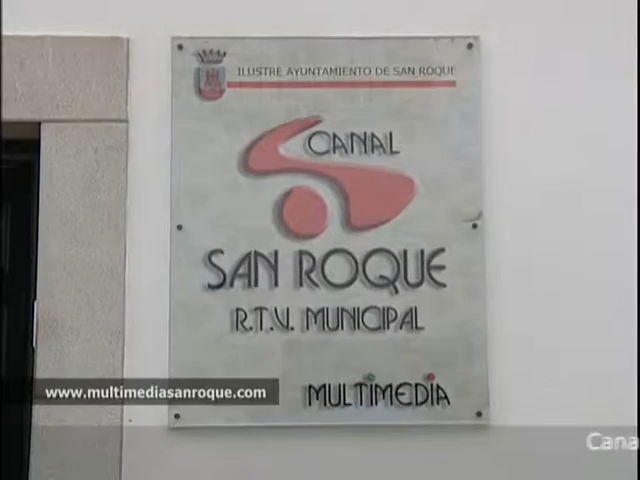 ILUSTRE AYUNTAMIENTO DE SAN ROQUE
CANAL
SAN ROQUE
R.T.V. MUNICIPAL
MULTIMEDIA
www.multimediasanroque.com
Cana